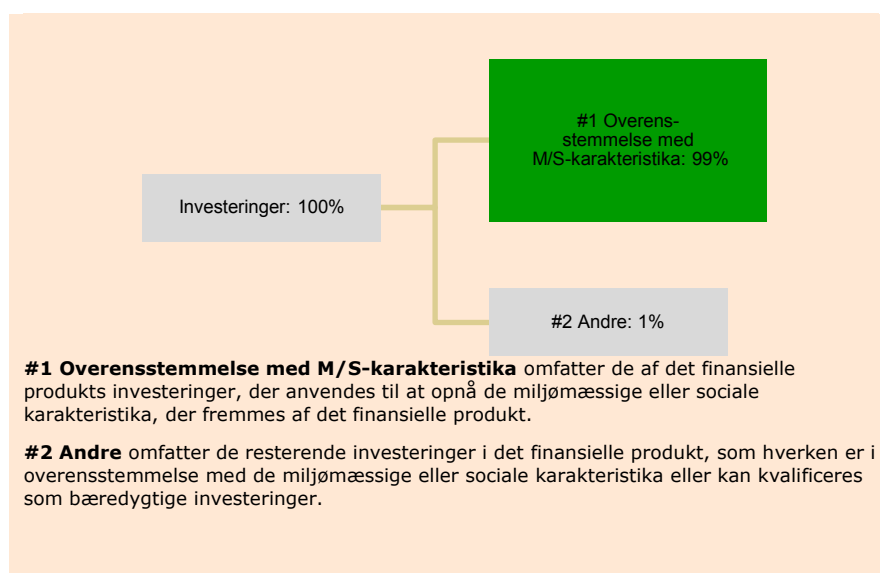 #1 Overens-
stemmelse med
M/S-karakteristika: 99%
Investeringer: 100%
#2 Andre: 1%
#1 Overensstemmelse med M/S-karakteristika omfatter de af det finansielle
produkts investeringer, der anvendes til at opnå de miljømæssige eller sociale
karakteristika, der fremmes af det finansielle produkt.
#2 Andre omfatter de resterende investeringer i det finansielle produkt, som hverken er i
overensstemmelse med de miljømæssige eller sociale karakteristika eller kan kvalificeres
som bæredygtige investeringer.